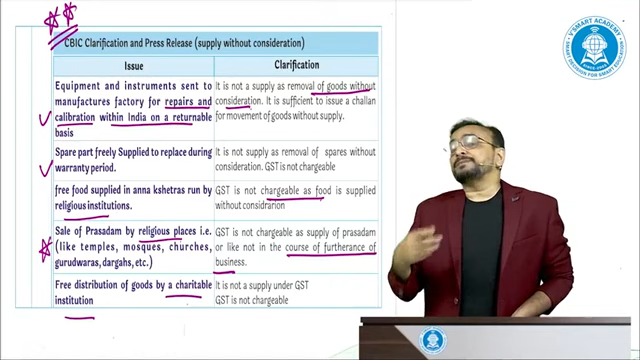 CBIC Clarification and Press Release (supply without consideration)
Issue
Clarification
Equipment and instruments sent to
manufactures factory for repairs and
calibration within India on a returnable
basis
It is not a supply as removal of goods without
consideration. It is sufficient to issue a challan
for movement of goods without supply.
Spare part freely Supplied to replace during
warranty period.
It is not supply as removal of spares without
consideration. GST is not chargeable
free food supplied in anna kshetras run by
religious institutions.
GST is not chargeable as food is supplied
without considrarion
Sale of Prasadam by religious places i.e.
(like temples, mosques, churches,
gurudwaras, dargahs, etc.)
GST is not chargeable as supply of prasadam
or like not in the course of furtherance of
business.
Free distribution of goods by a charitable
institution
It is not a supply under GST
GST is not chargeable
V'SMART ACADEMY
SMART DECISION FOR SMART EDUCATION